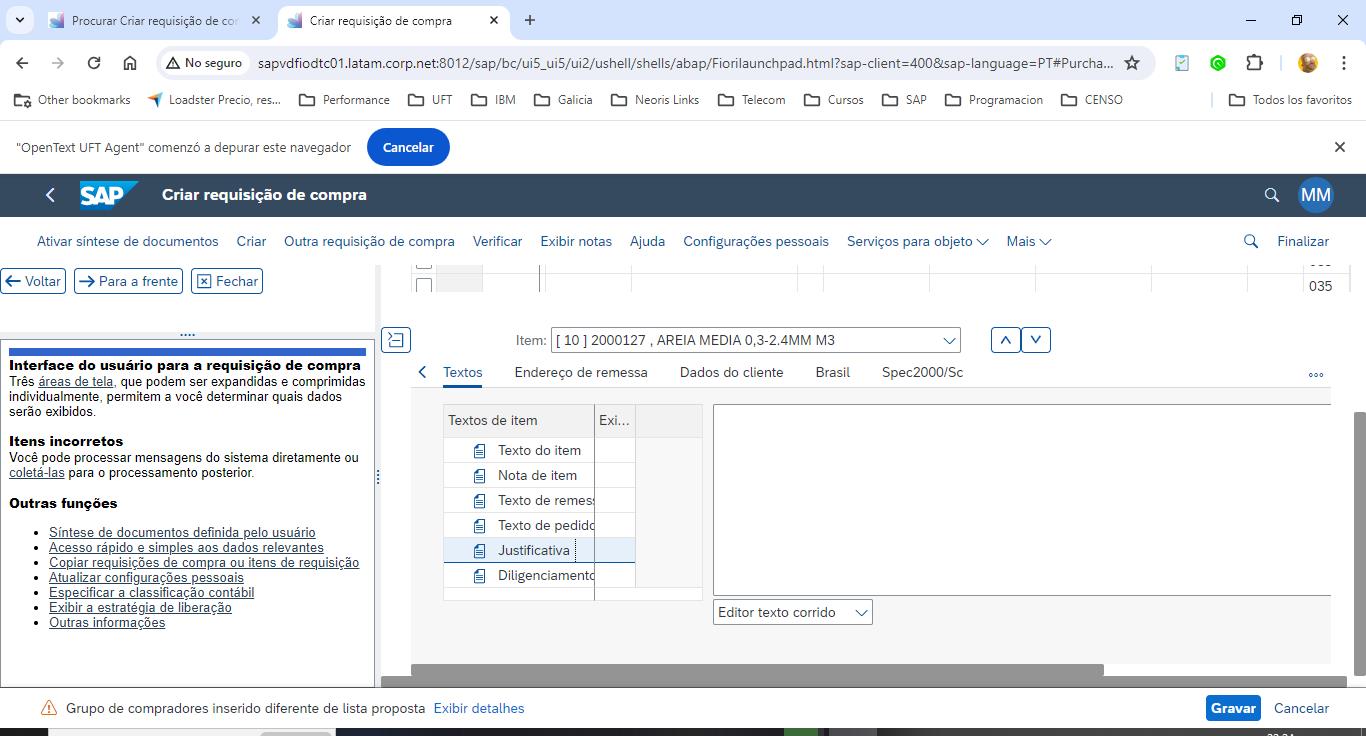 Procurar Criar requisição de co
Criar requisição de compra
No seguro
sapvdfiodtc01.latam.corp.net:8012/sap/bc/ui5_ui5/ui2/ushell/shells/abap/Fiorilaunchpad.html?sap-client=400&sap-language=PT#Purcha...
Other bookmarks
Loadster Precio, res...
Performance
UFT
IBM
Galicia
Neoris Links
Telecom
Cursos
SAP
Programacion
CENSO
Todos los favoritos
"OpenText UFT Agent" comenzó a depurar este navegador
Cancelar
SAP
Criar requisição de compra
MM
Ativar síntese de documentos
Criar
Outra requisição de compra
Verificar
Exibir notas
Ajuda
Configurações pessoais
Serviços para objeto
Mais
Finalizar
Voltar
Para a frente
Fechar
035
Interface do usuário para a requisição de compra
Três áreas de tela, que podem ser expandidas e comprimidas
individualmente, permitem a você determinar quais dados
serão exibidos.
Itens incorretos
Você pode processar mensagens do sistema diretamente ou
coletá-las para o processamento posterior.
Outras funções
Síntese de documentos definida pelo usuário
Acesso rápido e simples aos dados relevantes
Copiar requisições de compra ou itens de requisição
Atualizar configurações pessoais
Especificar a classificação contábil
Exibir a estratégia de liberação
Outras informações
Item: [ 10 ] 2000127 , AREIA MEDIA 0,3-2.4MM M3
Textos
Endereço de remessa
Dados do cliente
Brasil
Spec2000/Sc
Textos de item
Exi...
Texto do item
Nota de item
Texto de remess
Texto de pedido
Justificativa
Diligenciamento
Editor texto corrido
Grupo de compradores inserido diferente de lista proposta
Exibir detalhes
Gravar
Cancelar